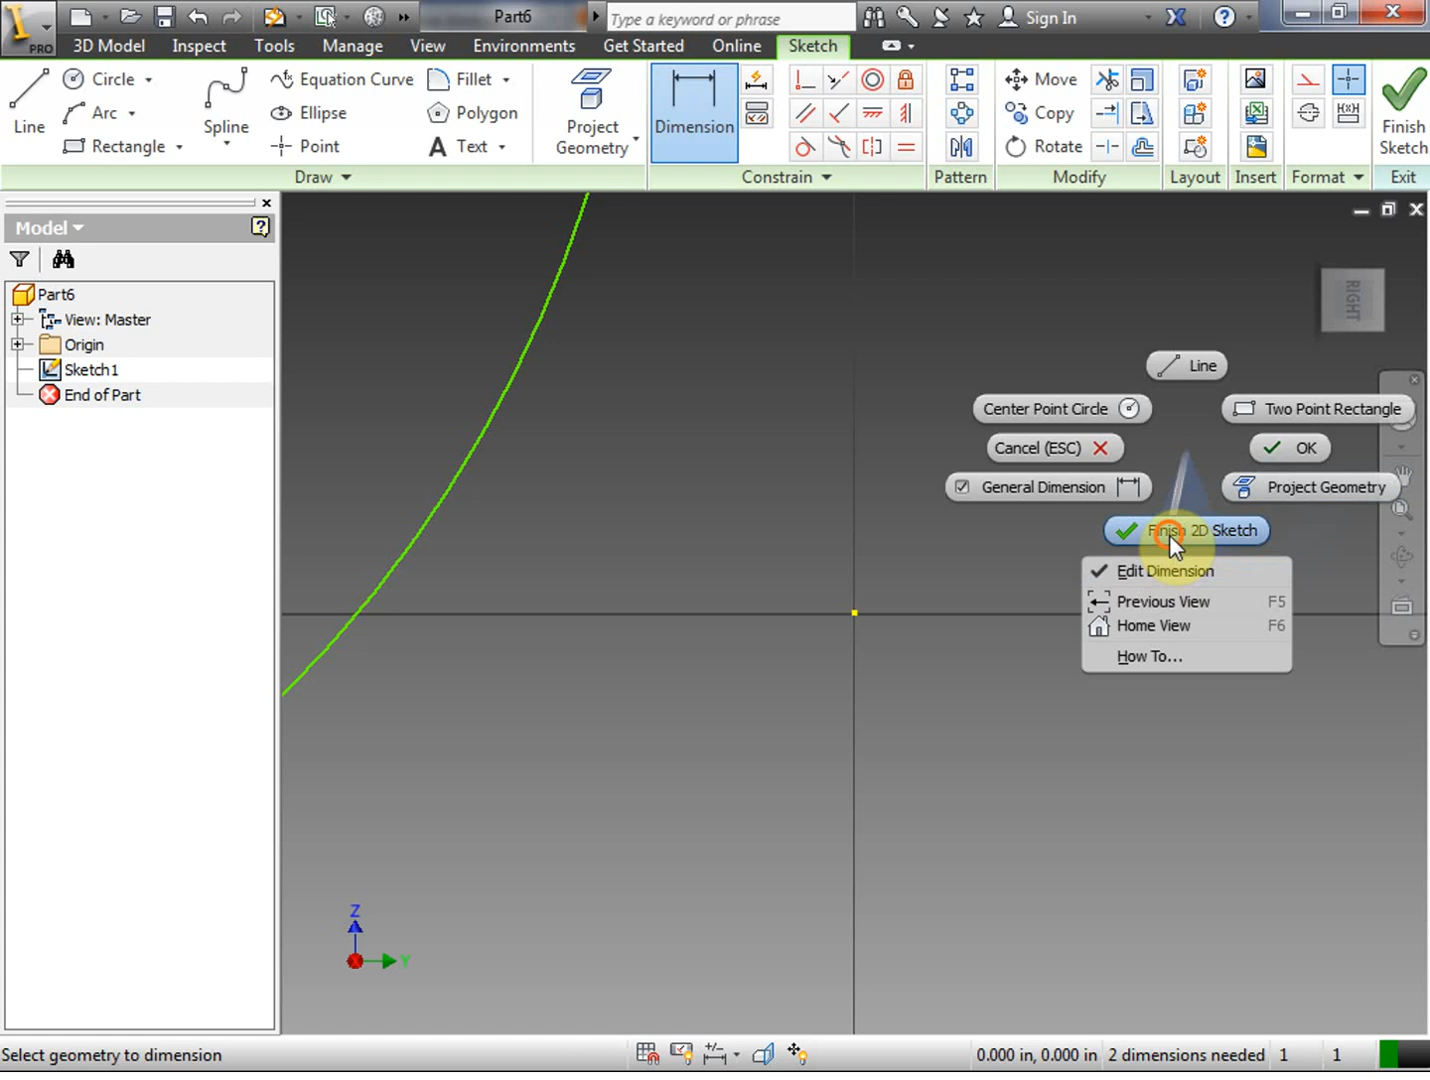 PRO
Part6
Type a keyword or phrase
Sign In
3D Model
Inspect
Tools
Manage
View
Environments
Get Started
Online
Sketch
Line
Circle
Arc
Rectangle
Spline
Equation Curve
Ellipse
Point
Fillet
Polygon
A Text
Project Geometry
Dimension
Move
Copy
Rotate
Finish Sketch
Draw
Constrain
Pattern
Modify
Layout
Insert
Format
Exit
Model
Part6
View: Master
Origin
Sketch1
End of Part
RIGHT
Line
Center Point Circle
Two Point Rectangle
Cancel (ESC)
OK
General Dimension
Project Geometry
Finish 2D Sketch
Edit Dimension
Previous View F5
Home View F6
How To...
Z
Y
Select geometry to dimension
0.000 in, 0.000 in
2 dimensions needed
1
1